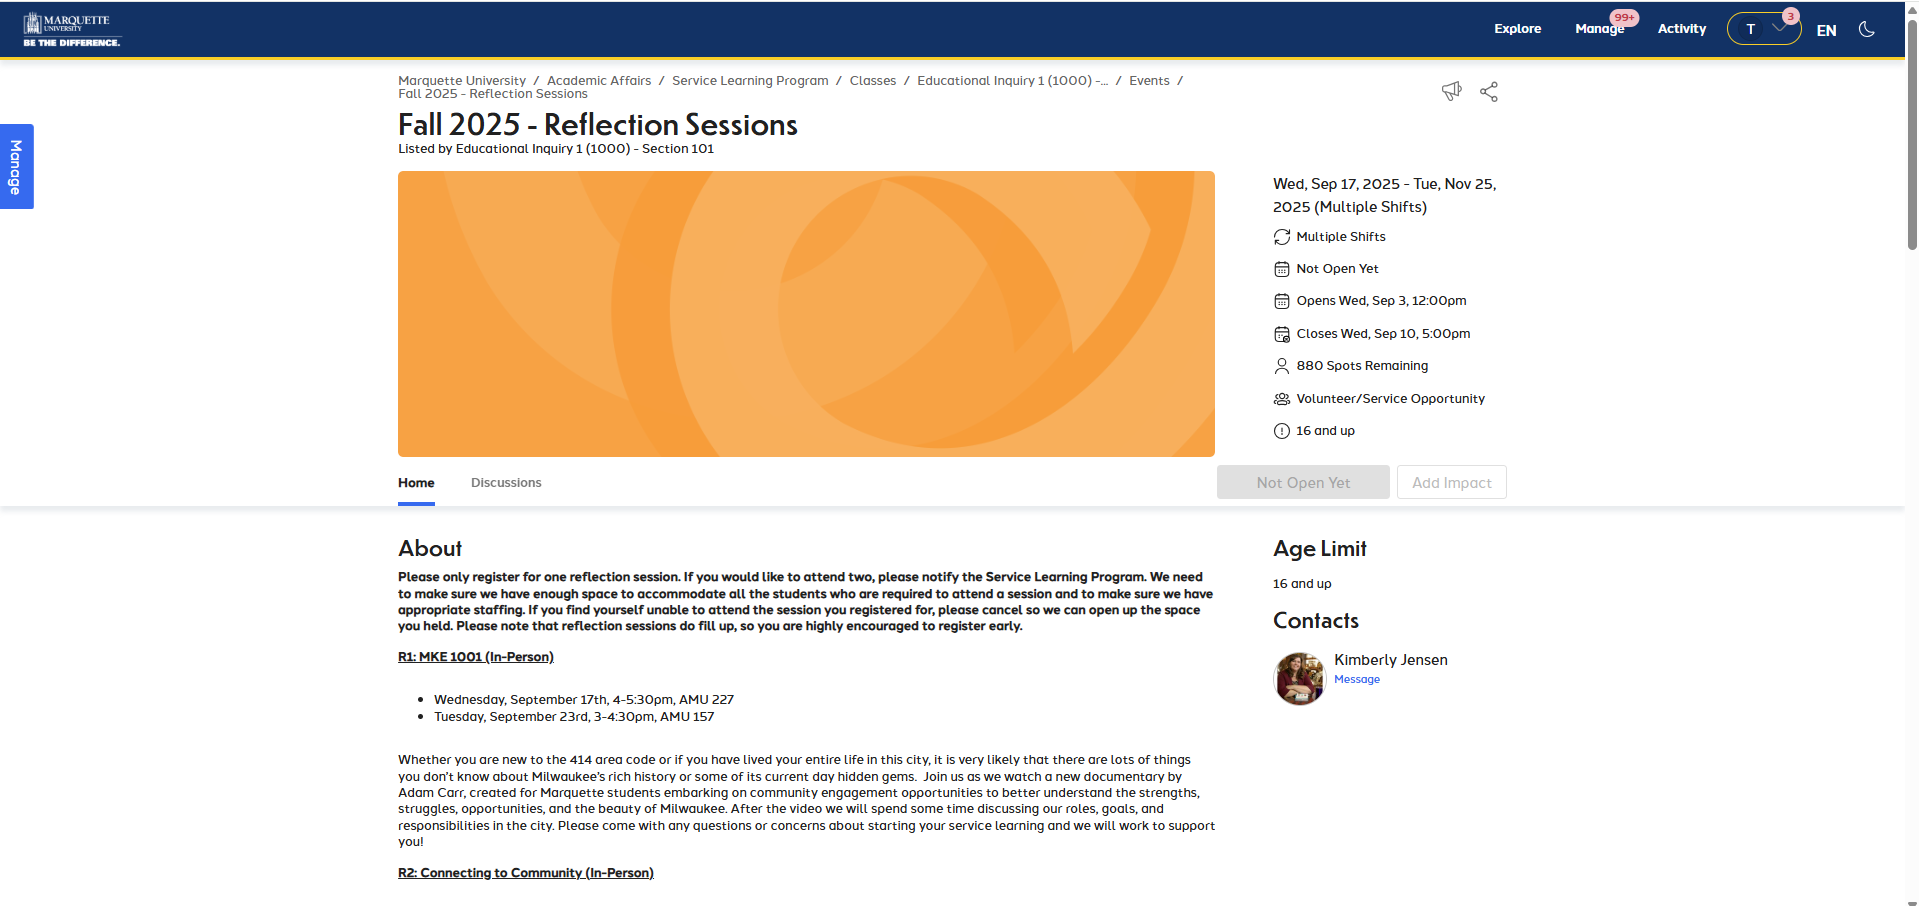 MARQUETTE
UNIVERSITY
BE THE DIFFERENCE.
Explore
Manage
99+
Activity
T
3
EN
Manage
Marquette University / Academic Affairs / Service Learning Program / Classes / Educational Inquiry 1 (1000) -... / Events /
Fall 2025 - Reflection Sessions
Fall 2025 - Reflection Sessions
Listed by Educational Inquiry 1 (1000) - Section 101
Wed, Sep 17, 2025 - Tue, Nov 25,
2025 (Multiple Shifts)
Multiple Shifts
Not Open Yet
Opens Wed, Sep 3, 12:00pm
Closes Wed, Sep 10, 5:00pm
880 Spots Remaining
Volunteer/Service Opportunity
16 and up
Home
Discussions
Not Open Yet
Add Impact
About
Please only register for one reflection session. If you would like to attend two, please notify the Service Learning Program. We need
to make sure we have enough space to accommodate all the students who are required to attend a session and to make sure we have
appropriate staffing. If you find yourself unable to attend the session you registered for, please cancel so we can open up the space
you held. Please note that reflection sessions do fill up, so you are highly encouraged to register early.
R1: MKE 1001 (In-Person)
• Wednesday, September 17th, 4-5:30pm, AMU 227
• Tuesday, September 23rd, 3-4:30pm, AMU 157
Whether you are new to the 414 area code or if you have lived your entire life in this city, it is very likely that there are lots of things
you don't know about Milwaukee's rich history or some of its current day hidden gems.  Join us as we watch a new documentary by
Adam Carr, created for Marquette students embarking on community engagement opportunities to better understand the strengths,
struggles, opportunities, and the beauty of Milwaukee. After the video we will spend some time discussing our roles, goals, and
responsibilities in the city. Please come with any questions or concerns about starting your service learning and we will work to support
you!
R2: Connecting to Community (In-Person)
Age Limit
16 and up
Contacts
Kimberly Jensen
Message